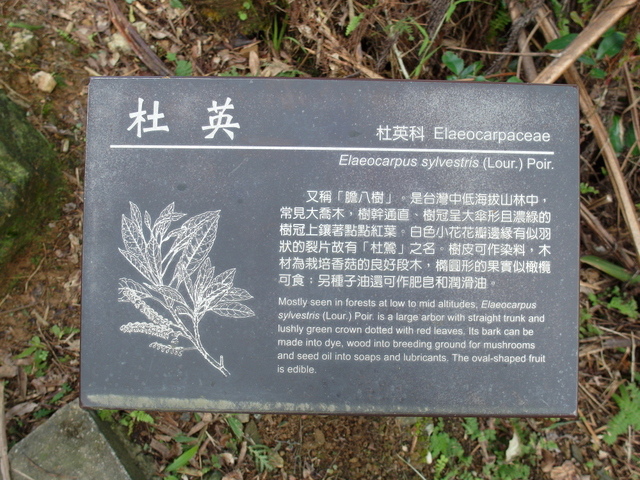 杜 英
杜英科 Elaeocarpaceae
Elaeocarpus sylvestris (Lour.) Poir.
又稱「膽八樹」。是台灣中低海拔山林中,
常見大喬木,樹幹通直、樹冠呈大傘形且濃綠的
樹冠上鑲著點點紅葉。白色小花花瓣邊緣有似羽
狀的裂片故有「杜鶯」之名。樹皮可作染料,木
材為栽培香菇的良好段木,橢圓形的果實似橄欖
可食;另種子油還可作肥皂和潤滑油。
Mostly seen in forests at low to mid altitudes, Elaeocarpus
sylvestris (Lour.) Poir. is a large arbor with straight trunk and
lushly green crown dotted with red leaves. Its bark can be
made into dye, wood into breeding ground for mushrooms
and seed oil into soaps and lubricants. The oval-shaped fruit
is edible.